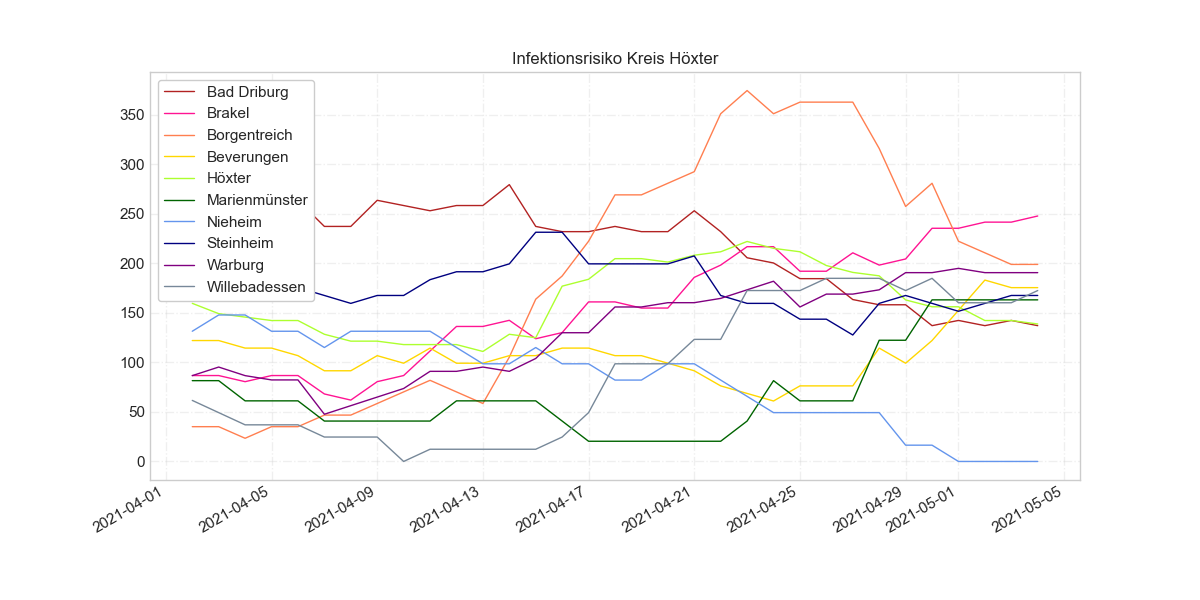 Infektionsrisiko Kreis Höxter
Bad Driburg
Brakel
Borgentreich
Beverungen
Höxter
Marienmünster
Nieheim
Steinheim
Warburg
Willebadessen
350
300
250
200
150
100
50
0
2021-04-01
2021-04-05
2021-04-09
2021-04-13
2021-04-17
2021-04-21
2021-04-25
2021-04-29
2021-05-01
2021-05-05